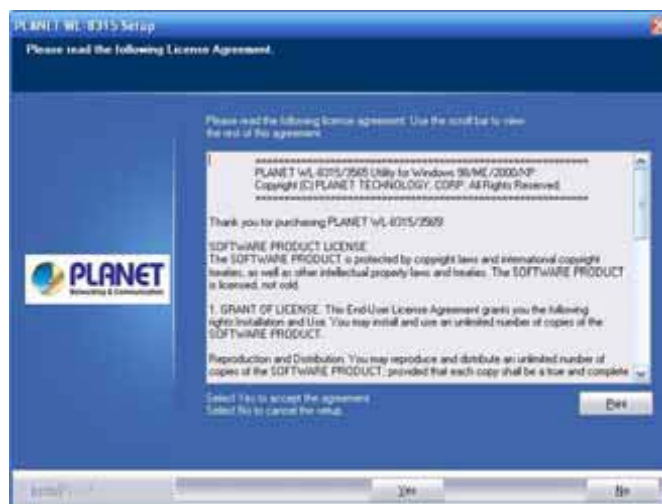 PLANET WL-8315 Setup
Please read the following License Agreement.
Please read the following license agreement. Use the scroll bar to view
the rest of this agreement.
PLANET WL-8315/3565 Utility for Windows 98/ME/2000/XP
Copyright (C) PLANET TECHNOLOGY, CORP. All Rights Reserved.
Thank you for purchasing PLANET WL-8315/3565!
SOFTWARE PRODUCT LICENSE
The SOFTWARE PRODUCT is protected by copyright laws and international copyright
treaties, as well as other intellectual property laws and treaties. The SOFTWARE PRODUCT
is licensed, not sold.
1. GRANT OF LICENSE. This End-User License Agreement grants you the following
rights:Installation and Use. You may install and use an unlimited number of copies of the
SOFTWARE PRODUCT.
Reproduction and Distribution. You may reproduce and distribute an unlimited number of
copies of the SOFTWARE PRODUCT; provided that each copy shall be a true and complete
PLANET
Networking & Communication
Select Yes to accept the agreement.
Select No to cancel the setup.
Print
Yes
No